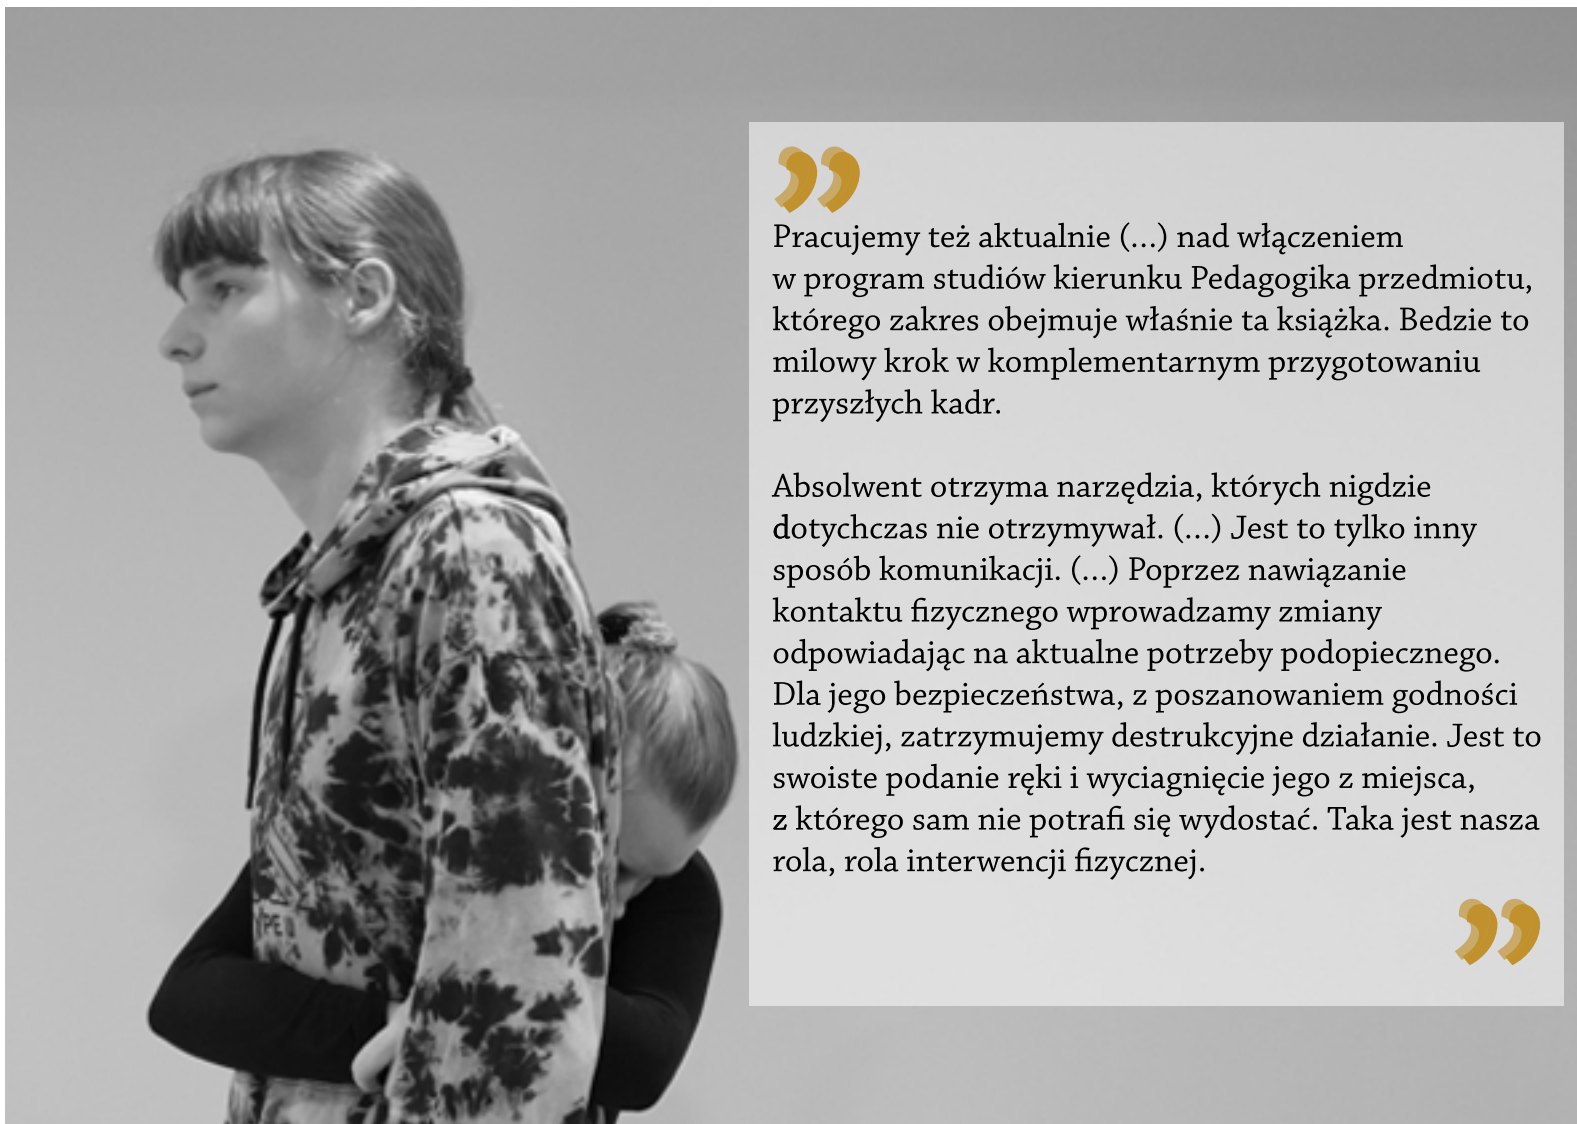 ”
Pracujemy też aktualnie (...) nad włączeniem
w program studiów kierunku Pedagogika przedmiotu,
którego zakres obejmuje właśnie ta książka. Bedzie to
milowy krok w komplementarnym przygotowaniu
przyszłych kadr.
Absolwent otrzyma narzędzia, których nigdzie
dotychczas nie otrzymywał. (...) Jest to tylko inny
sposób komunikacji. (...) Poprzez nawiązanie
kontaktu fizycznego wprowadzamy zmiany
odpowiadając na aktualne potrzeby podopiecznego.
Dla jego bezpieczeństwa, z poszanowaniem godności
ludzkiej, zatrzymujemy destrukcyjne działanie. Jest to
swoiste podanie ręki i wyciagnięcie jego z miejsca,
z którego sam nie potrafi się wydostać. Taka jest nasza
rola, rola interwencji fizycznej.
”